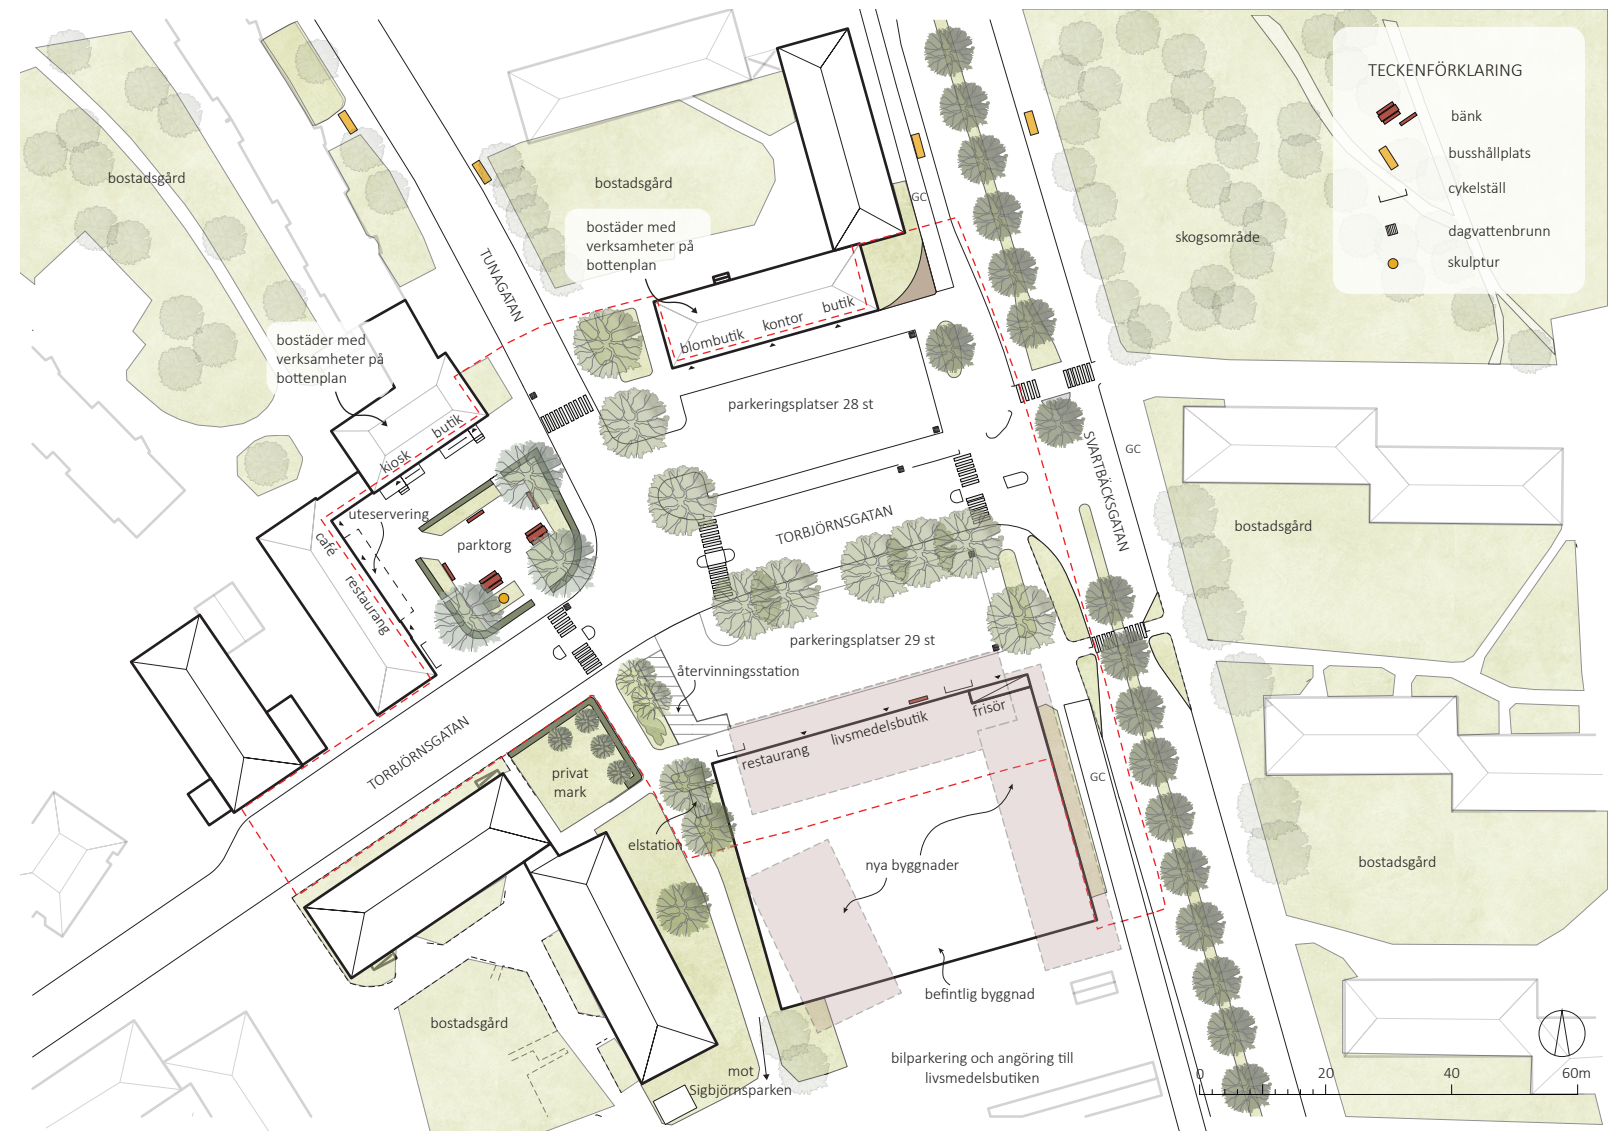 TECKENFÖRKLARING
bänk
busshållplats
cykelställ
dagvattenbrunn
skulptur
bostadsgård
bostadsgård
bostäder med
verksamheter på
bottenplan
skogsområde
GC
TUNAGATAN
blombutik
kontor
butik
bostäder med
verksamheter på
bottenplan
parkeringsplatser 28 st
butik
kiosk
SVARTBÄCKSGATAN
GC
uteservering
café
restaurang
parktorg
TORBJÖRNSGATAN
bostadsgård
parkeringsplatser 29 st
återvinningsstation
TORBJÖRNSGATAN
restaurang
livsmedelsbutik
frisör
privat
mark
GC
elstation
nya byggnader
bostadsgård
befintlig byggnad
bostadsgård
mot
Sigbjörnsparken
bilparkering och angöring till
livsmedelsbutiken
0
20
40
60m